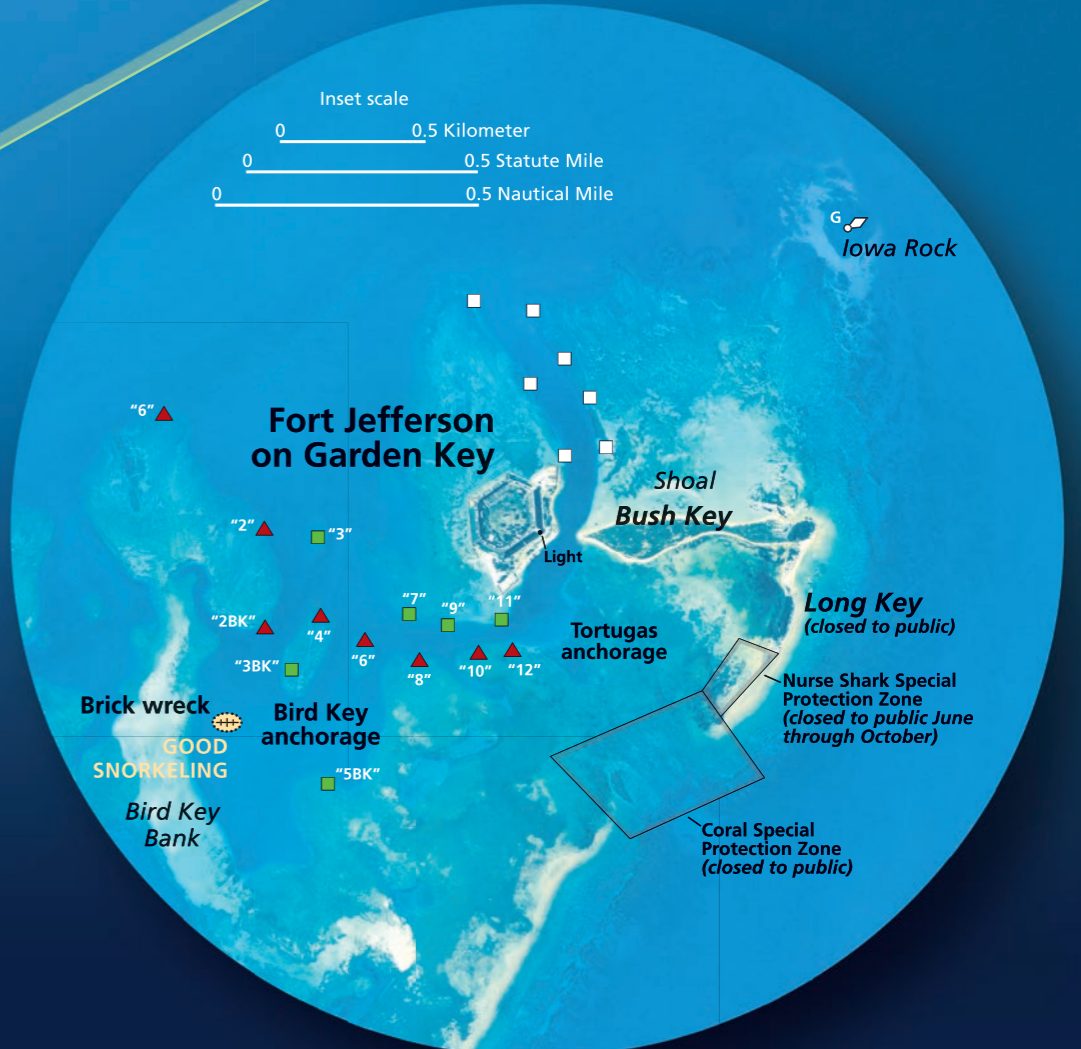 Inset scale
0 0.5 Kilometer
0 0.5 Statute Mile
0 0.5 Nautical Mile
G
Iowa Rock
“6”
Fort Jefferson
on Garden Key
Shoal
Bush Key
“2”
“3”
Light
“7”
“9”
“11”
“2BK”
“4”
“6”
“8”
“10”
“12”
“3BK”
Tortugas
anchorage
Long Key
(closed to public)
Nurse Shark Special
Protection Zone
(closed to public June
through October)
Brick wreck
GOOD
SNORKELING
Bird Key
anchorage
“5BK”
Bird Key
Bank
Coral Special
Protection Zone
(closed to public)